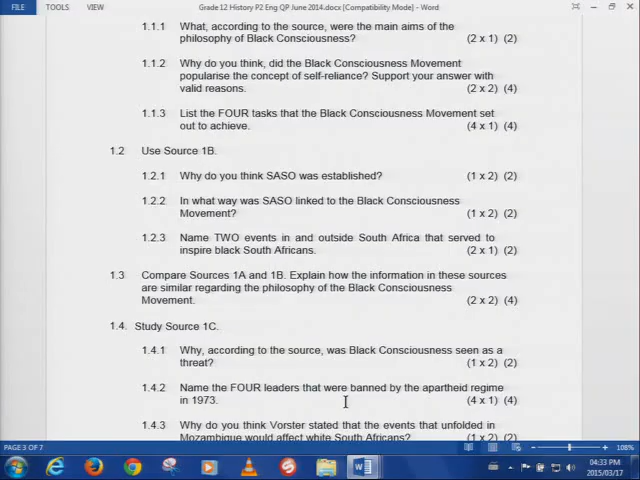 Grade 12 History P2 Eng QP June 2014.docx [Compatibility Mode] - Word
FILE TOOLS VIEW
1.1.1 What, according to the source, were the main aims of the
philosophy of Black Consciousness? (2 x 1) (2)
1.1.2 Why do you think, did the Black Consciousness Movement
popularise the concept of self-reliance? Support your answer with
valid reasons. (2 x 2) (4)
1.1.3 List the FOUR tasks that the Black Consciousness Movement set
out to achieve. (4 x 1) (4)
1.2 Use Source 1B.
1.2.1 Why do you think SASO was established? (1 x 2) (2)
1.2.2 In what way was SASO linked to the Black Consciousness
Movement? (1 x 2) (2)
1.2.3 Name TWO events in and outside South Africa that served to
inspire black South Africans. (2 x 1) (2)
1.3 Compare Sources 1A and 1B. Explain how the information in these sources
are similar regarding the philosophy of the Black Consciousness
Movement. (2 x 2) (4)
1.4. Study Source 1C.
1.4.1 Why, according to the source, was Black Consciousness seen as a
threat? (1 x 2) (2)
1.4.2 Name the FOUR leaders that were banned by the apartheid regime
in 1973. (4 x 1) (4)
1.4.3 Why do you think Vorster stated that the events that unfolded in
Mozambique would affect white South Africans? (1 x 2) (2)
PAGE 3 OF 7
108%
04:33 PM
2015/03/17